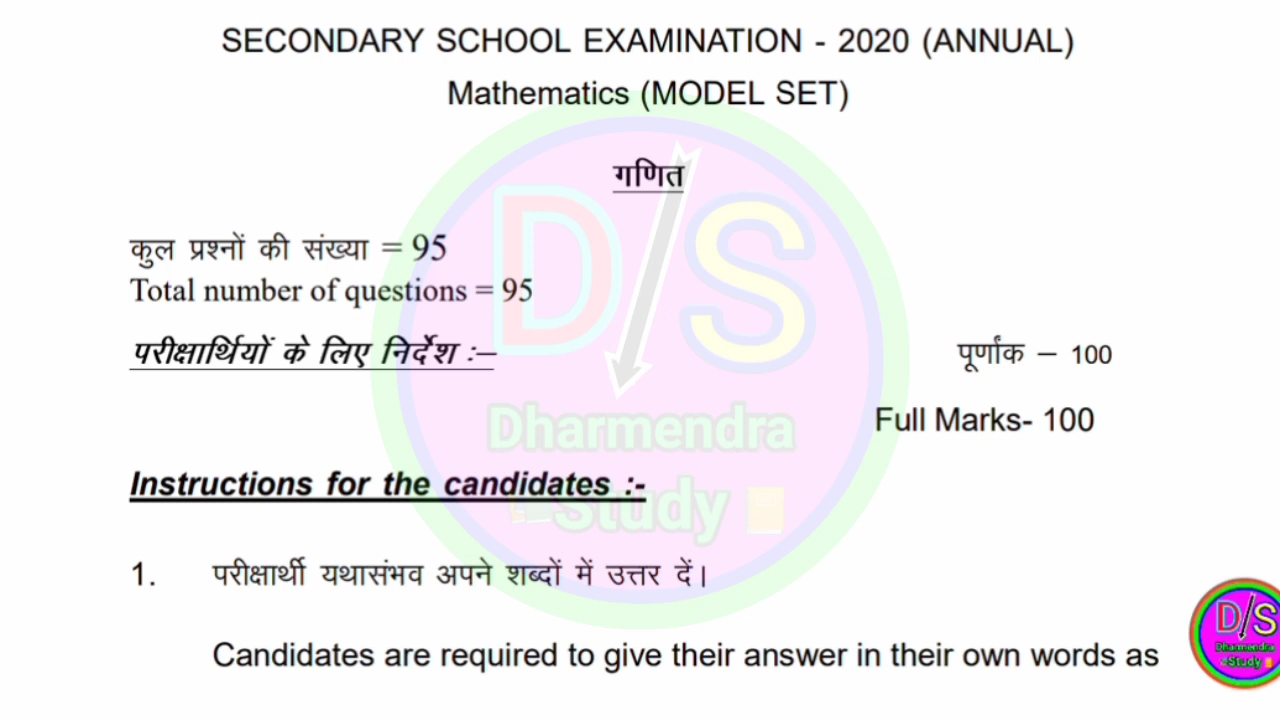 SECONDARY SCHOOL EXAMINATION - 2020 (ANNUAL)
Mathematics (MODEL SET)
गणित
कुल प्रश्नों की संख्या = 95
Total number of questions = 95
परीक्षार्थियों के लिए निर्देश :–
पूर्णांक – 100
Full Marks- 100
Instructions for the candidates :-
1. परीक्षार्थी यथासंभव अपने शब्दों में उत्तर दें।
Candidates are required to give their answer in their own words as
D/S
Dharmendra
Study
D/S
Dharmendra
Study